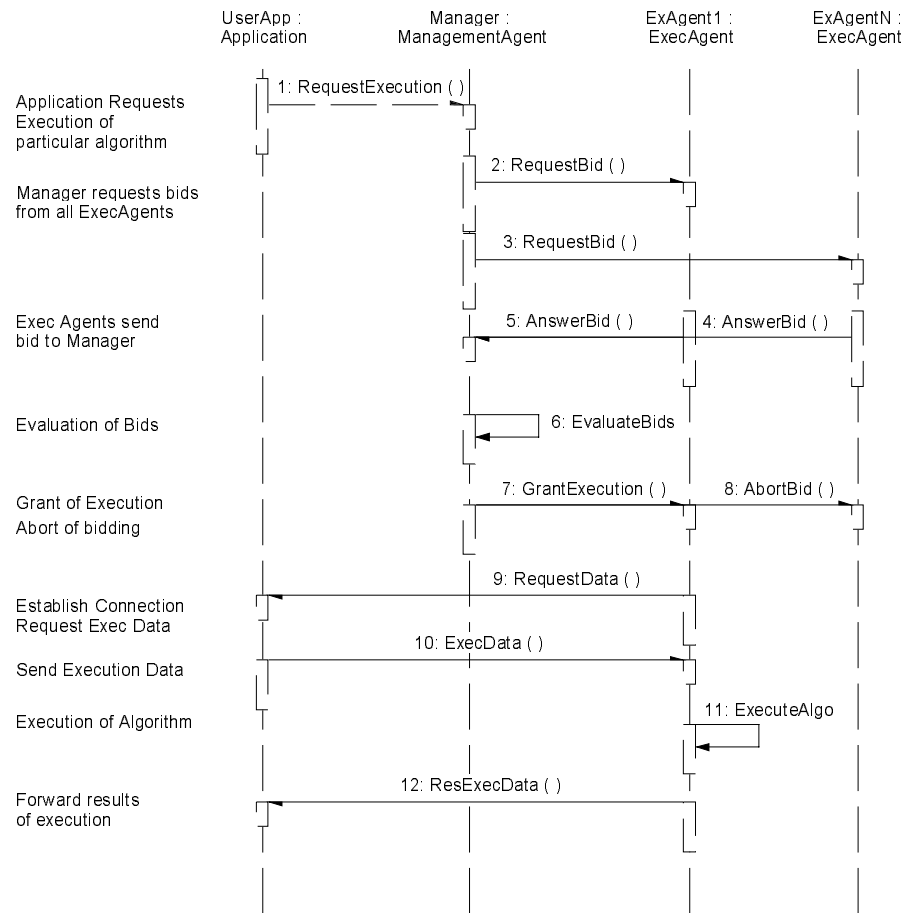 UserApp :
Application
Manager :
ManagementAgent
ExAgent1 :
ExecAgent
ExAgentN :
ExecAgent
1: RequestExecution ( )
Application Requests
Execution of
particular algorithm
2: RequestBid ( )
Manager requests bids
from all ExecAgents
3: RequestBid ( )
Exec Agents send
bid to Manager
5: AnswerBid ( )
4: AnswerBid ( )
Evaluation of Bids
6: EvaluateBids
7: GrantExecution ( )
8: AbortBid ( )
Grant of Execution
Abort of bidding
9: RequestData ( )
Establish Connection
Request Exec Data
10: ExecData ( )
Send Execution Data
11: ExecuteAlgo
Execution of Algorithm
12: ResExecData ( )
Forward results
of execution